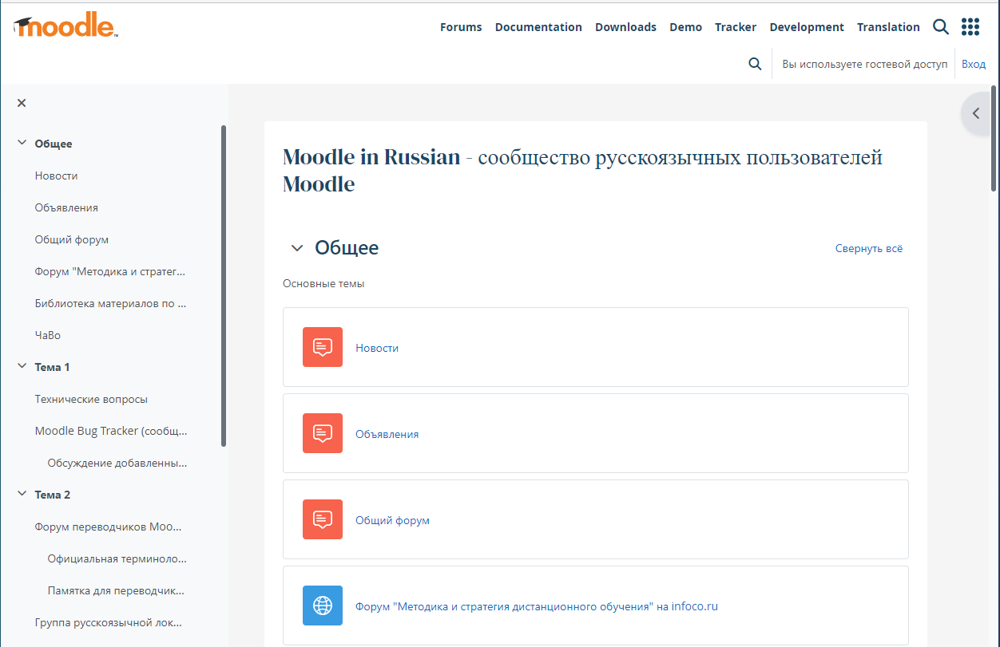 moodle™
Forums Documentation Downloads Demo Tracker Development Translation
Вы используете гостевой доступ Вход
Общее
Новости
Объявления
Общий форум
Форум "Методика и стратег...
Библиотека материалов по ...
ЧаВо
Тема 1
Технические вопросы
Moodle Bug Tracker (сообщ...
Обсуждение добавленны...
Тема 2
Форум переводчиков Moo...
Официальная терминоло...
Памятка для переводчик...
Группа русскоязычной лок...
Moodle in Russian - сообщество русскоязычных пользователей
Moodle
Общее
Свернуть всё
Основные темы
Новости
Объявления
Общий форум
Форум "Методика и стратегия дистанционного обучения" на infoco.ru